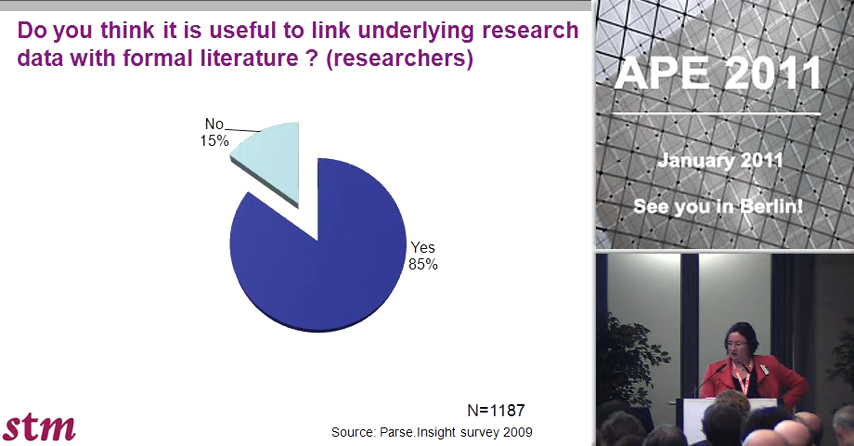 Do you think it is useful to link underlying research
data with formal literature ? (researchers)
No
15%
Yes
85%
N=1187
Source: Parse.Insight survey 2009
stm
APE 2011
January 2011
See you in Berlin!